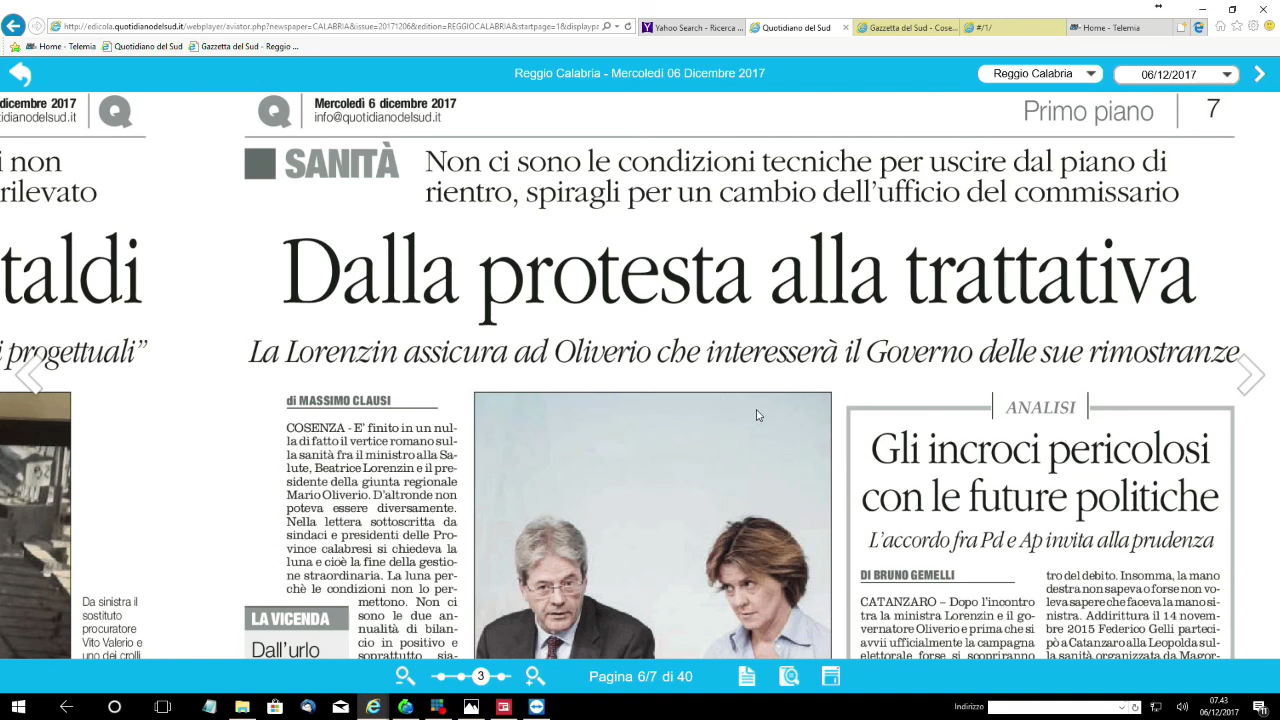 http://edicola.quotidianodelsud.it/webplayer/aviator.php?newspaper=CALABRIA&issue=20171206&edition=REGGIOCALABRIA&startpage=1&displaypa
Yahoo Search - Ricerca ...
Quotidiano del Sud
Gazzetta del Sud - Cose...
#/1/
Home - Telemia
Home - Telemia
Quotidiano del Sud
Gazzetta del Sud - Reggio ...
Reggio Calabria - Mercoledì 06 Dicembre 2017
Reggio Calabria
06/12/2017
dicembre 2017
otidianodelsud.it
Q
i non
rilevato
taldi
i progettuali”
Da sinistra il
sostituto
procuratore
Vito Valerio e
uno dei crolli
Q
Mercoledì 6 dicembre 2017
info@quotidianodelsud.it
Primo piano
7
SANITÀ
Non ci sono le condizioni tecniche per uscire dal piano di
rientro, spiragli per un cambio dell’ufficio del commissario
Dalla protesta alla trattativa
La Lorenzin assicura ad Oliverio che interesserà il Governo delle sue rimostranze
di MASSIMO CLAUSI
COSENZA - E’ finito in un nul-
la di fatto il vertice romano sul-
la sanità fra il ministro alla Sa-
lute, Beatrice Lorenzin e il pre-
sidente della giunta regionale
Mario Oliverio. D’altronde non
poteva essere diversamente.
Nella lettera sottoscritta da
sindaci e presidenti delle Pro-
vince calabresi si chiedeva la
luna e cioè la fine della gestio-
ne straordinaria. La luna per-
chè le condizioni non lo per-
mettono. Non ci
sono le due an-
nualità di bilan-
cio in positivo e
soprattutto sia-
LA VICENDA
Dall’urlo
ANALISI
Gli incroci pericolosi
con le future politiche
L’accordo fra Pd e Ap invita alla prudenza
DI BRUNO GEMELLI
CATANZARO – Dopo l’incontro
tra la ministra Lorenzin e il go-
vernatore Oliverio e prima che si
avvii ufficialmente la campagna
elettorale forse si scopriranno
tro del debito. Insomma, la mano
destra non sapeva o forse non vo-
leva sapere che faceva la mano si-
nistra. Addirittura il 14 novem-
bre 2015 Federico Gelli parteci-
pò a Catanzaro alla Leopolda sul-
la sanità organizzata da Magor-
3
Pagina 6/7 di 40
Indirizzo
07.43
06/12/2017
11